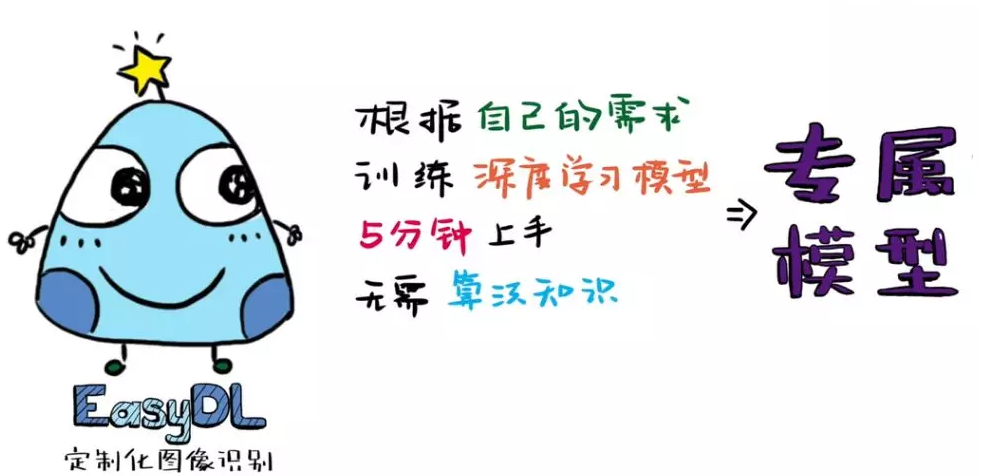 根据自己的需求
训练深度学习模型
5分钟上手
无需算法知识
⇒
专属
模型
EasyDL
定制化图像识别